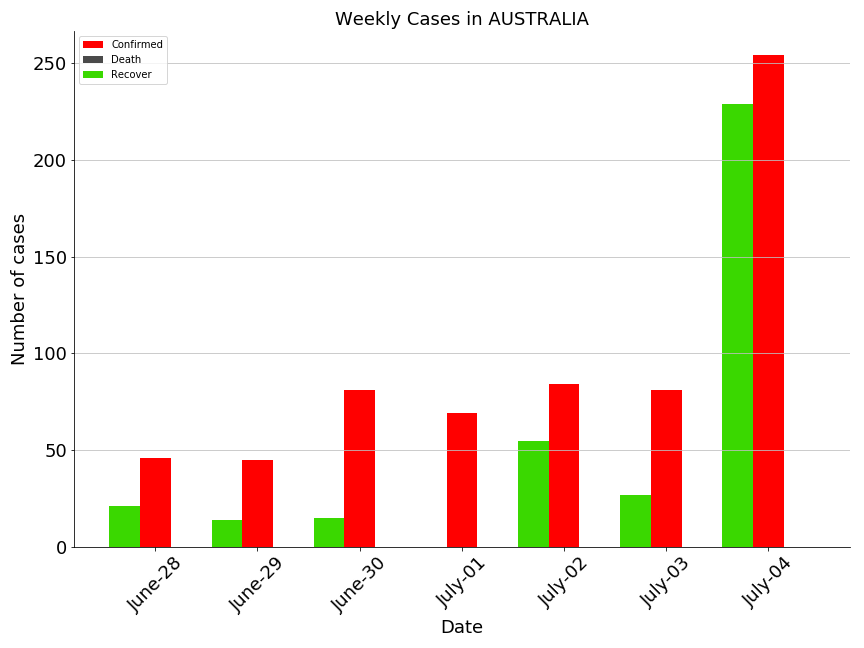 Weekly Cases in AUSTRALIA
Confirmed
Death
Recover
Number of cases
250
200
150
100
50
0
June-28
June-29
June-30
July-01
July-02
July-03
July-04
Date